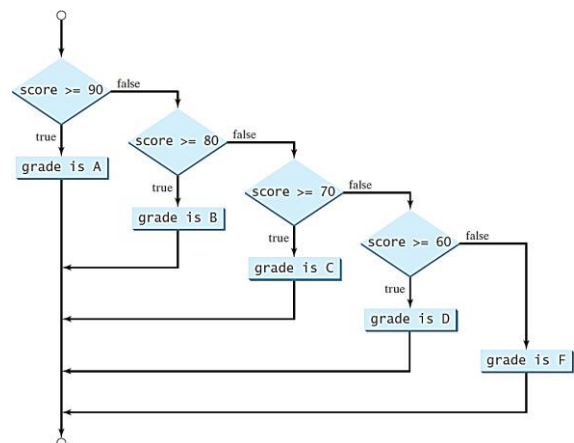 score >= 90
false
true
grade is A
score >= 80
false
true
grade is B
score >= 70
false
true
grade is C
score >= 60
false
true
grade is D
grade is F